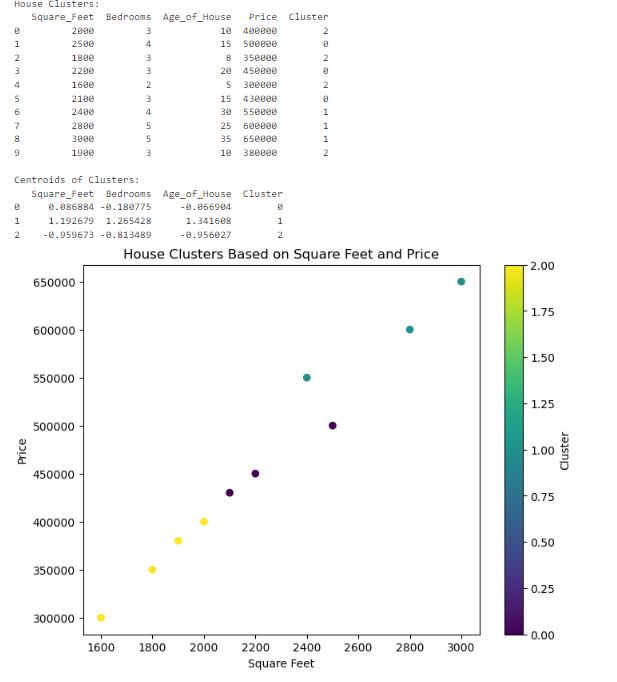 House Clusters:
Square_Feet Bedrooms Age_of_House Price Cluster
0 2000 3 10 400000 2
1 2500 4 15 500000 0
2 1800 3 8 350000 2
3 2200 3 20 450000 0
4 1600 2 5 300000 2
5 2100 3 15 430000 0
6 2400 4 30 550000 1
7 2800 5 25 600000 1
8 3000 5 35 650000 1
9 1900 3 10 380000 2
Centroids of Clusters:
Square_Feet Bedrooms Age_of_House Cluster
0 0.086884 -0.180775 -0.066904 0
1 1.192679 1.265428 1.341608 1
2 -0.959673 -0.813489 -0.956027 2
House Clusters Based on Square Feet and Price
650000
600000
550000
500000
450000
400000
350000
300000
Price
1600 1800 2000 2200 2400 2600 2800 3000
Square Feet
2.00
1.75
1.50
1.25
1.00
0.75
0.50
0.25
0.00
Cluster